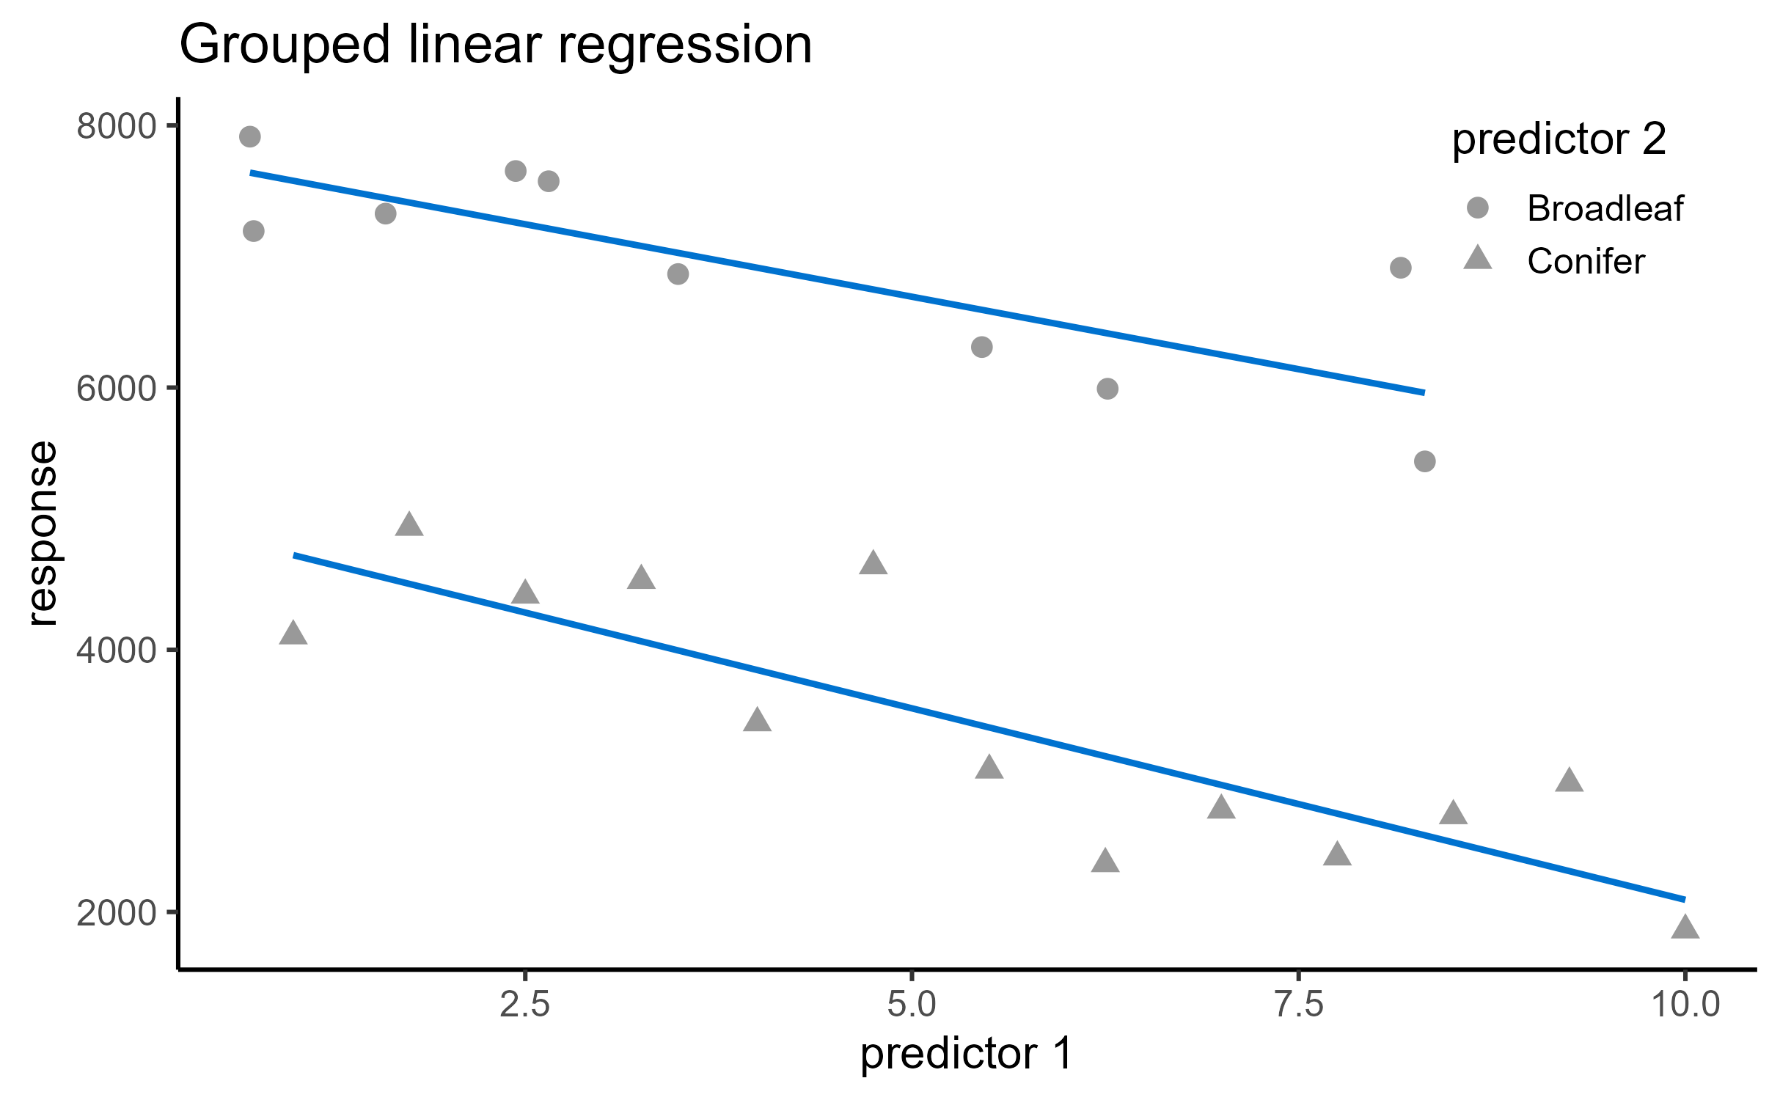 Grouped linear regression
8000
6000
4000
2000
response
predictor 2
Broadleaf
Conifer
2.5
5.0
7.5
10.0
predictor 1